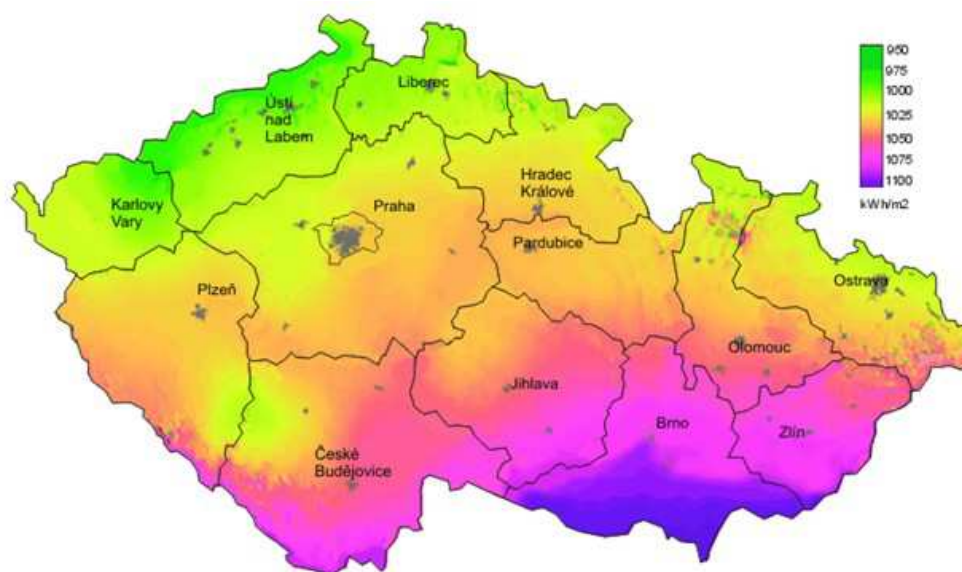 950
975
1000
1025
1050
1075
1100
kWh/m2
Liberec
Ústí
nad
Labem
Karlovy
Vary
Praha
Hradec
Králové
Pardubice
Plzeň
Ostrava
Olomouc
Jihlava
Brno
Zlín
České
Budějovice